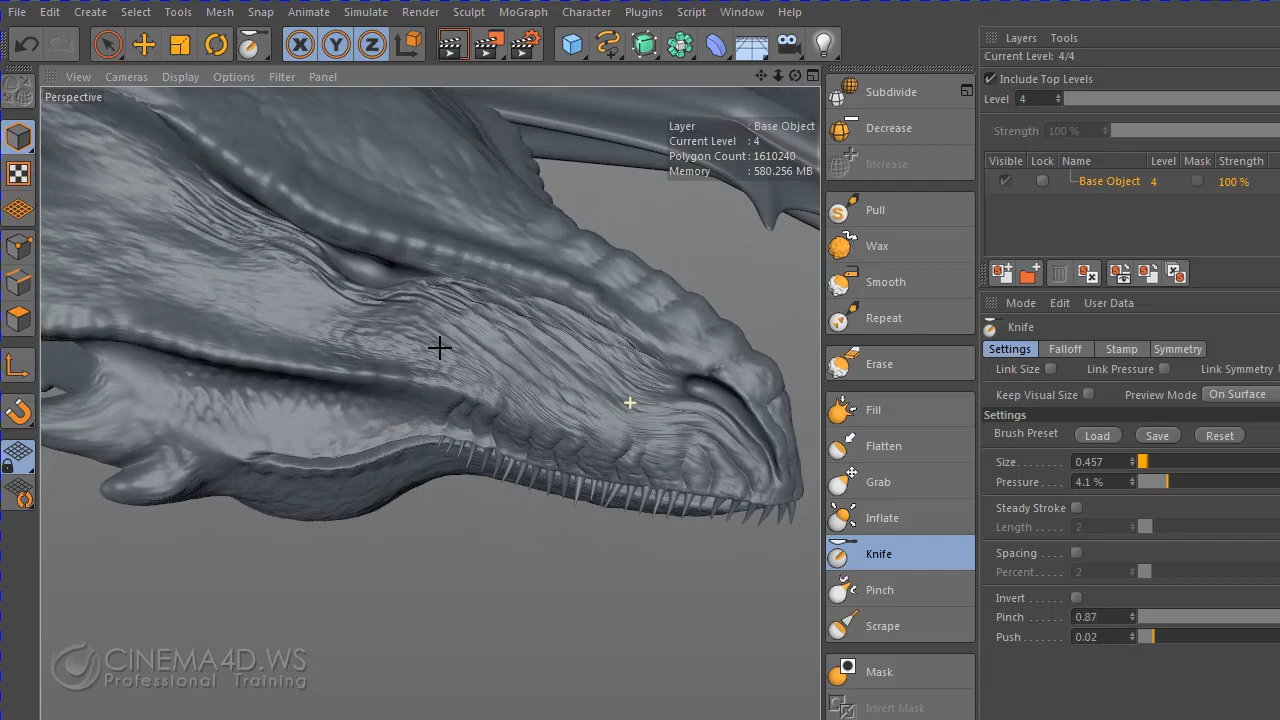 File Edit Create Select Tools Mesh Snap Animate Simulate Render Sculpt MoGraph Character Plugins Script Window Help
X Y Z
View Cameras Display Options Filter Panel
Perspective
Layer : Base Object
Current Level : 4
Polygon Count : 1610240
Memory : 580.256 MB
CINEMA4D.WS
Professional Training
Subdivide
Decrease
Increase
Pull
Wax
Smooth
Repeat
Erase
Fill
Flatten
Grab
Inflate
Knife
Pinch
Scrape
Mask
Invert Mask
Layers Tools
Current Level: 4/4
Include Top Levels
Level 4
Strength 100 %
Visible Lock Name Level Mask Strength
Base Object 4 100 %
Mode Edit User Data
Knife
Settings Falloff Stamp Symmetry
Link Size Link Pressure Link Symmetry
Keep Visual Size Preview Mode On Surface
Settings
Brush Preset Load Save Reset
Size 0.457
Pressure 4.1 %
Steady Stroke
Length 2
Spacing
Percent 2
Invert
Pinch 0.87
Push 0.02